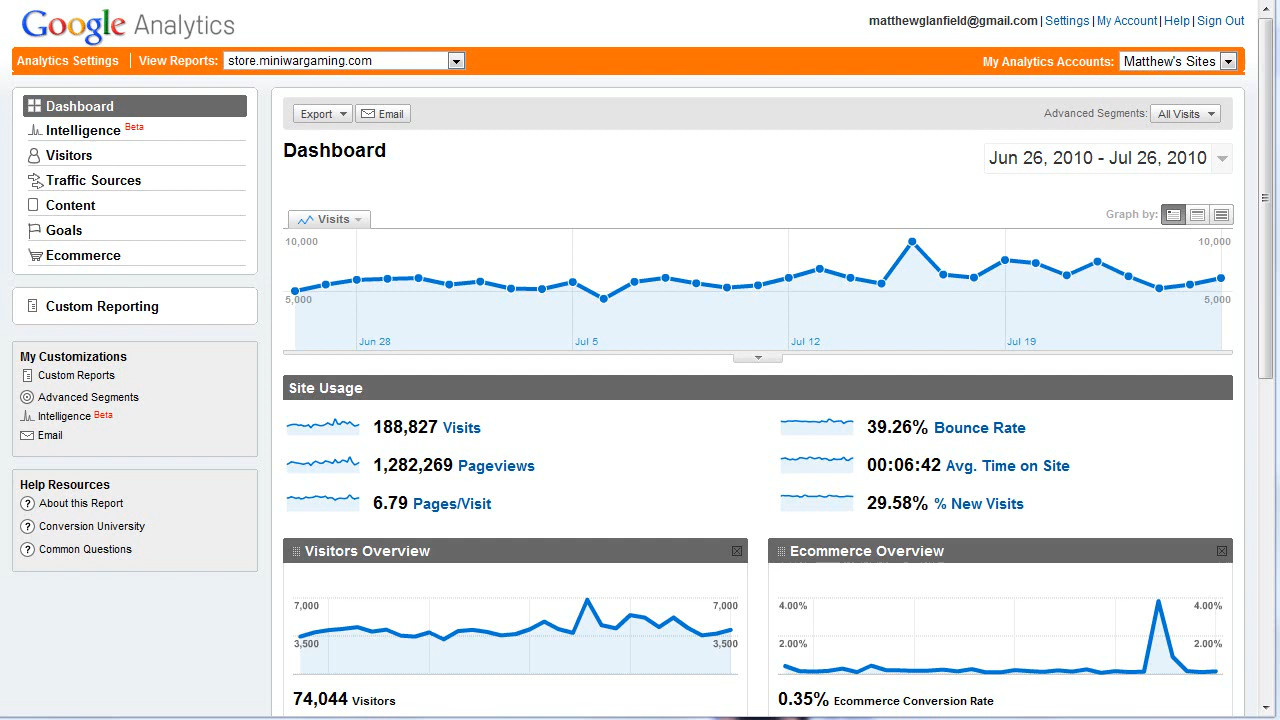 Google Analytics
matthewglanfield@gmail.com | Settings | My Account | Help | Sign Out
Analytics Settings | View Reports: store.miniwargaming.com
My Analytics Accounts: Matthew's Sites
Dashboard
Intelligence Beta
Visitors
Traffic Sources
Content
Goals
Ecommerce
Custom Reporting
My Customizations
Custom Reports
Advanced Segments
Intelligence Beta
Email
Help Resources
About this Report
Conversion University
Common Questions
Export Email
Advanced Segments: All Visits
Dashboard
Jun 26, 2010 - Jul 26, 2010
Visits
Graph by:
10,000 10,000
5,000 5,000
Jun 28 Jul 5 Jul 12 Jul 19
Site Usage
188,827 Visits
39.26% Bounce Rate
1,282,269 Pageviews
00:06:42 Avg. Time on Site
6.79 Pages/Visit
29.58% % New Visits
Visitors Overview
7,000 7,000
3,500 3,500
74,044 Visitors
Ecommerce Overview
4.00% 4.00%
2.00% 2.00%
0.35% Ecommerce Conversion Rate